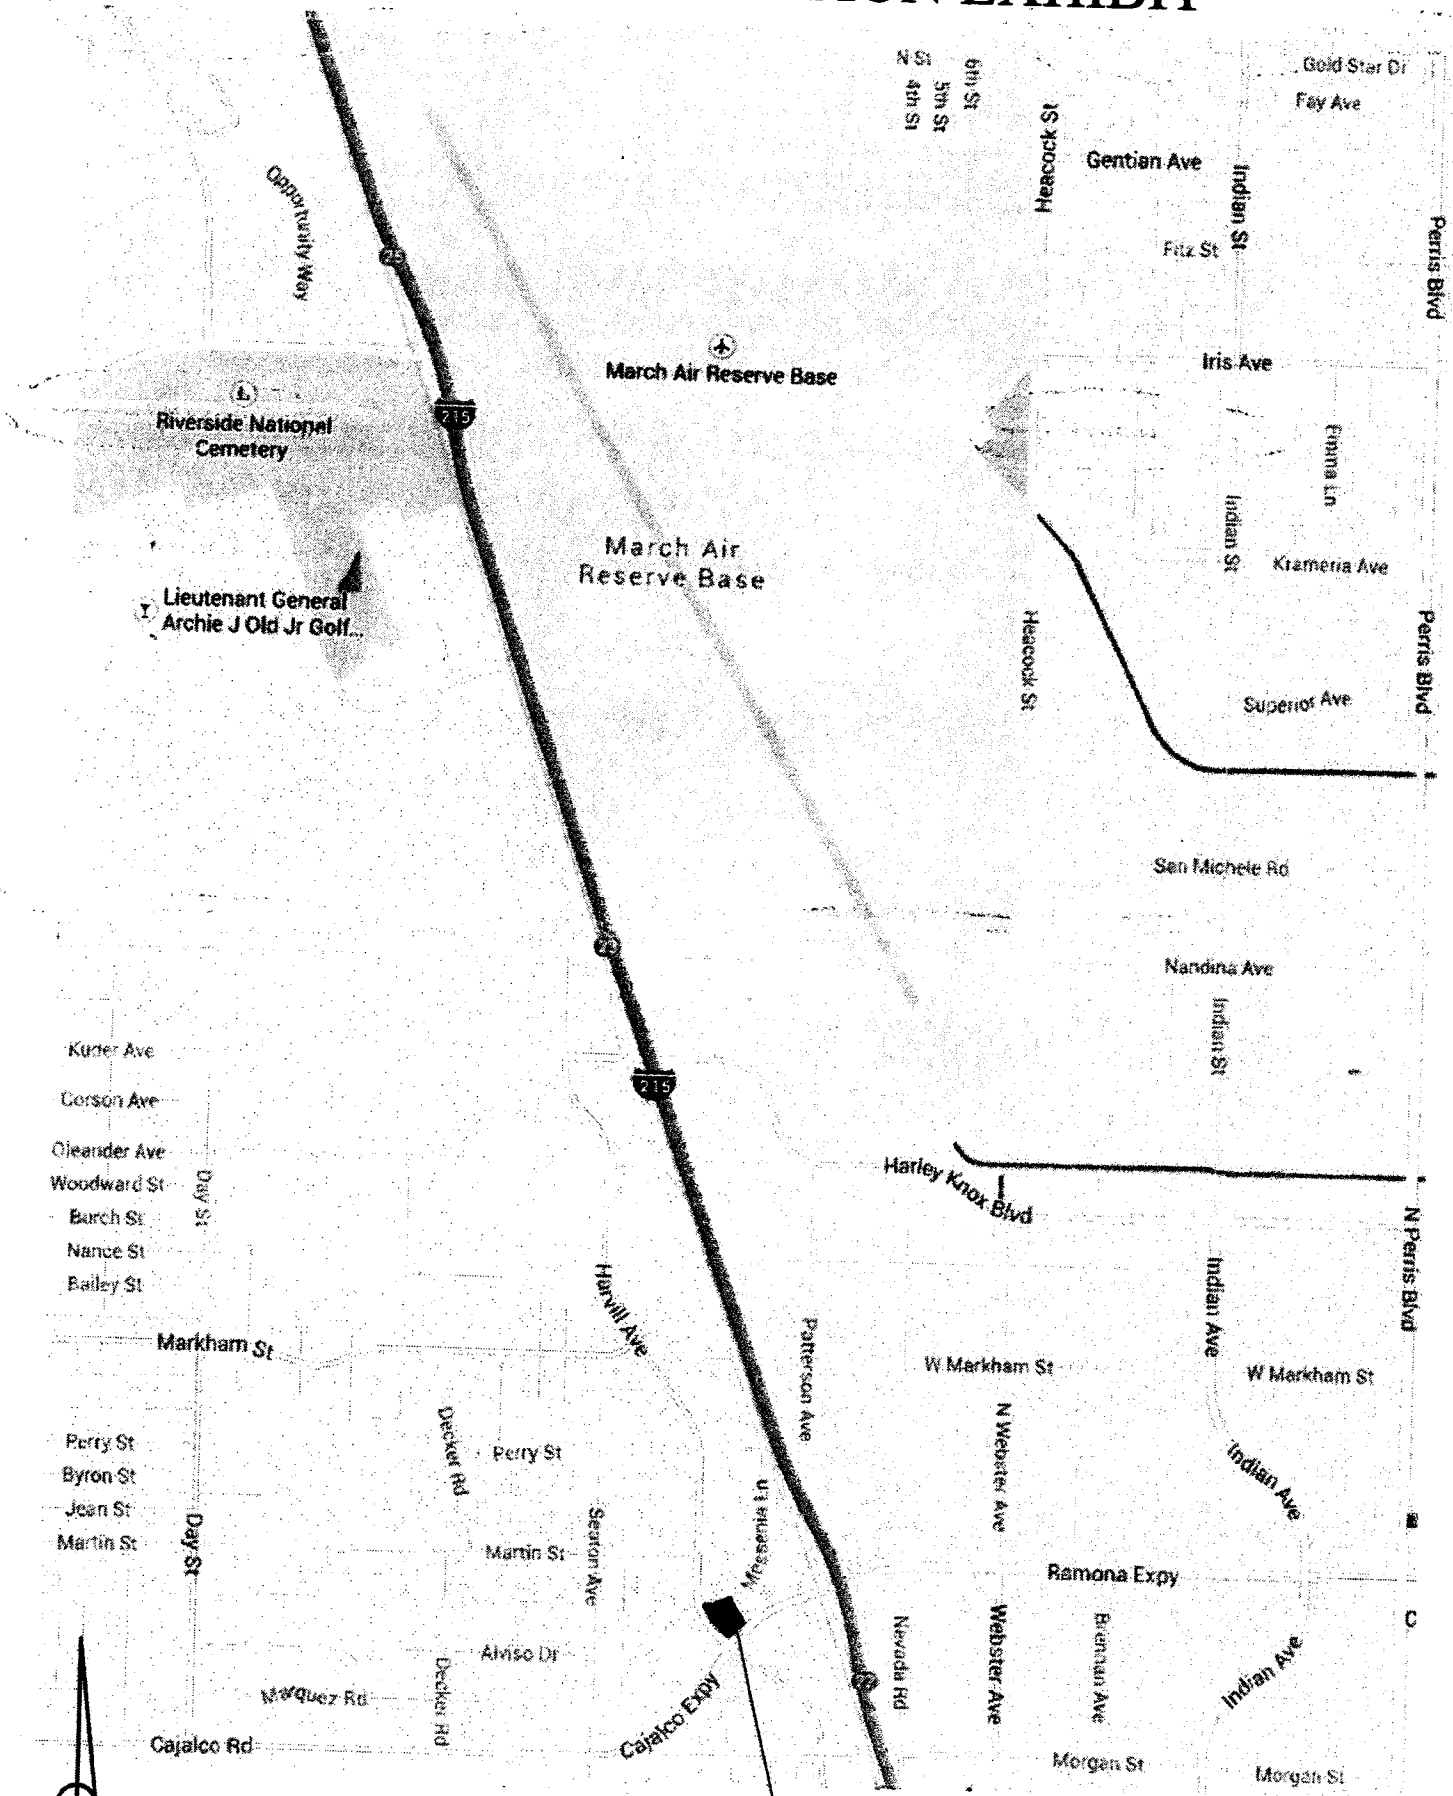 EXHIBIT
N St
4th St
5th St
6th St
Gold Star Dr
Fay Ave
Heacock St
Gentian Ave
Indian St
Opportunity Way
Fitz St
Perris Blvd
March Air Reserve Base
Iris Ave
215
Riverside National
Cemetery
Emma Ln
Indian St
March Air
Reserve Base
Krameria Ave
Lieutenant General
Archie J Old Jr Golf...
Heacock St
Perris Blvd
Superior Ave
San Michele Rd
Nandina Ave
Indian St
Kuder Ave
215
Corson Ave
Oleander Ave
Harley Knox Blvd
Woodward St
Day St
Burch St
N Perris Blvd
Nance St
Harvill Ave
Indian Ave
Bailey St
Markham St
Patterson Ave
W Markham St
W Markham St
Decker Rd
N Webster Ave
Perry St
Perry St
Indian Ave
Byron St
Messenia Ln
Jean St
Day St
Seaton Ave
Martin St
Martin St
Ramona Expy
Nevada Rd
Webster Ave
Brennan Ave
C
Alviso Dr
Indian Ave
Decker Rd
Marquez Rd
Cajalco Expy
Cajalco Rd
Morgan St
Morgan St